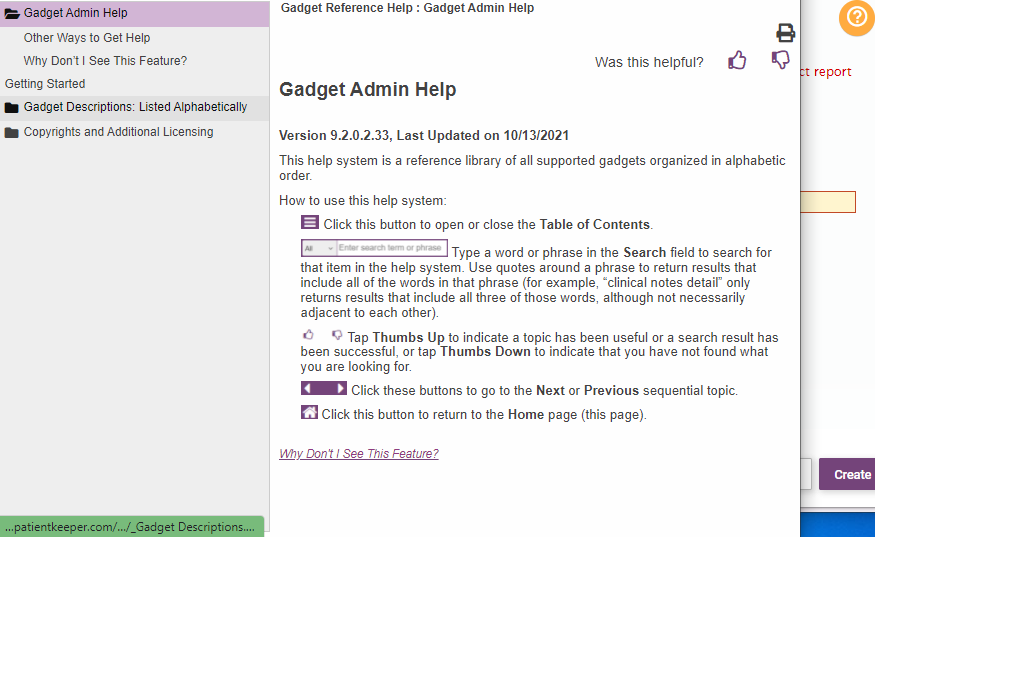 Gadget Admin Help
Other Ways to Get Help
Why Don't I See This Feature?
Getting Started
Gadget Descriptions: Listed Alphabetically
Copyrights and Additional Licensing
...patientkeeper.com/.../_Gadget Descriptions....
Gadget Reference Help : Gadget Admin Help
Was this helpful?
Gadget Admin Help
Version 9.2.0.2.33, Last Updated on 10/13/2021
This help system is a reference library of all supported gadgets organized in alphabetic
order.
How to use this help system:
Click this button to open or close the Table of Contents.
All Enter search term or phrase Type a word or phrase in the Search field to search for
that item in the help system. Use quotes around a phrase to return results that
include all of the words in that phrase (for example, “clinical notes detail” only
returns results that include all three of those words, although not necessarily
adjacent to each other).
Tap Thumbs Up to indicate a topic has been useful or a search result has
been successful, or tap Thumbs Down to indicate that you have not found what
you are looking for.
Click these buttons to go to the Next or Previous sequential topic.
Click this button to return to the Home page (this page).
Why Don't I See This Feature?
?
ct report
Create